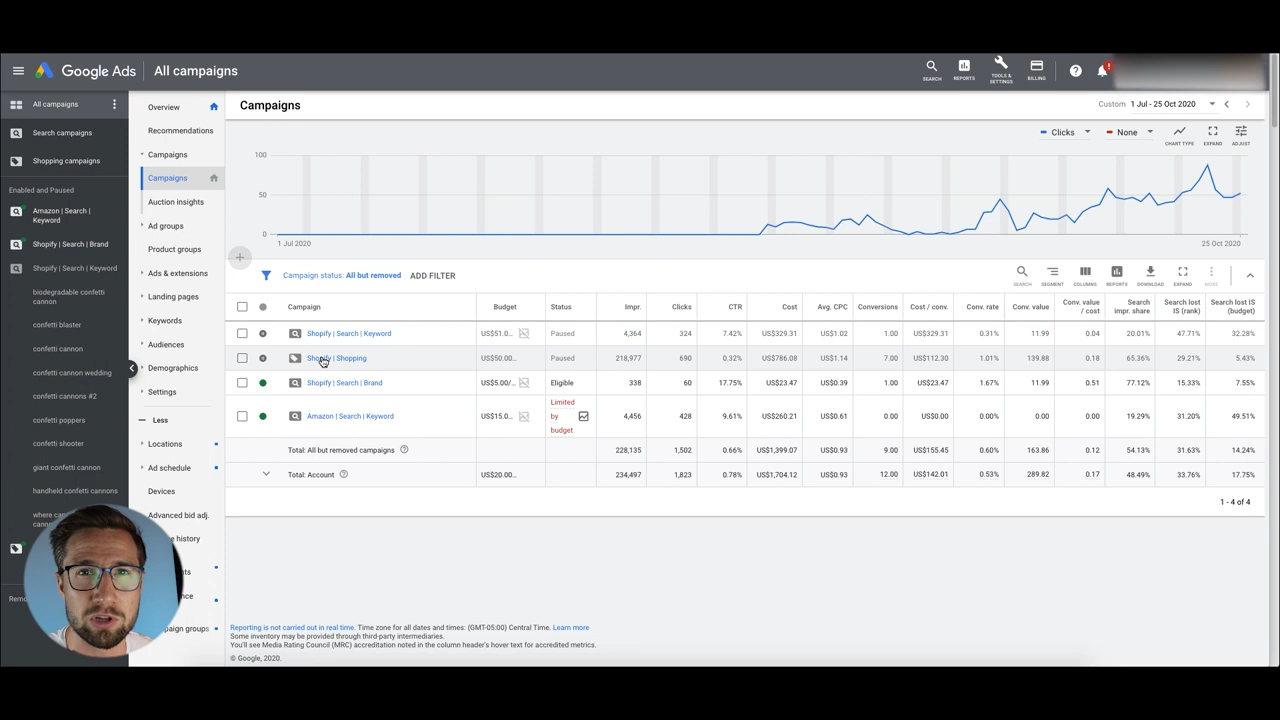 Google Ads
All campaigns
SEARCH
REPORTS
TOOLS &
SETTINGS
BILLING
!
All campaigns
Search campaigns
Shopping campaigns
Enabled and Paused
Amazon | Search |
Keyword
Shopify | Search | Brand
Shopify | Search | Keyword
biodegradable confetti
cannon
confetti blaster
confetti cannon
confetti cannon wedding
confetti cannons #2
confetti poppers
confetti shooter
giant confetti cannon
handheld confetti cannons
Overview
Recommendations
Campaigns
Campaigns
Auction insights
Ad groups
Product groups
Ads & extensions
Landing pages
Keywords
Audiences
Demographics
Settings
Less
Locations
Ad schedule
Devices
Advanced bid adj.
Campaigns
Custom 1 Jul - 25 Oct 2020
Clicks
None
CHART TYPE
EXPAND
ADJUST
100
50
0
1 Jul 2020
25 Oct 2020
Campaign status: All but removed ADD FILTER
SEARCH
SEGMENT
COLUMNS
REPORTS
DOWNLOAD
EXPAND
MORE
Campaign Budget Status Impr. Clicks CTR Cost Avg. CPC Conversions Cost / conv. Conv. rate Conv. value Conv. value / cost Search impr. share Search lost IS (rank) Search lost IS (budget)
Shopify | Search | Keyword US$51.0... Paused 4,364 324 7.42% US$329.31 US$1.02 1.00 US$329.31 0.31% 11.99 0.04 20.01% 47.71% 32.28%
Shopify | Shopping US$50.00... Paused 218,977 690 0.32% US$786.08 US$1.14 7.00 US$112.30 1.01% 139.88 0.18 65.36% 29.21% 5.43%
Shopify | Search | Brand US$5.00/... Eligible 338 60 17.75% US$23.47 US$0.39 1.00 US$23.47 1.67% 11.99 0.51 77.12% 15.33% 7.55%
Amazon | Search | Keyword US$15.0... Limited by budget 4,456 428 9.61% US$260.21 US$0.61 0.00 US$0.00 0.00% 0.00 0.00 19.29% 31.20% 49.51%
Total: All but removed campaigns 228,135 1,502 0.66% US$1,399.07 US$0.93 9.00 US$155.45 0.60% 163.86 0.12 54.13% 31.63% 14.24%
Total: Account US$20.00... 234,497 1,823 0.78% US$1,704.12 US$0.93 12.00 US$142.01 0.53% 289.82 0.17 48.49% 33.76% 17.75%
1 - 4 of 4
Reporting is not carried out in real time. Time zone for all dates and times: (GMT-05:00) Central Time. Learn more
Some inventory may be provided through third-party intermediaries.
You'll see Media Rating Council (MRC) accreditation noted in the column header's hover text for accredited metrics.
© Google, 2020.